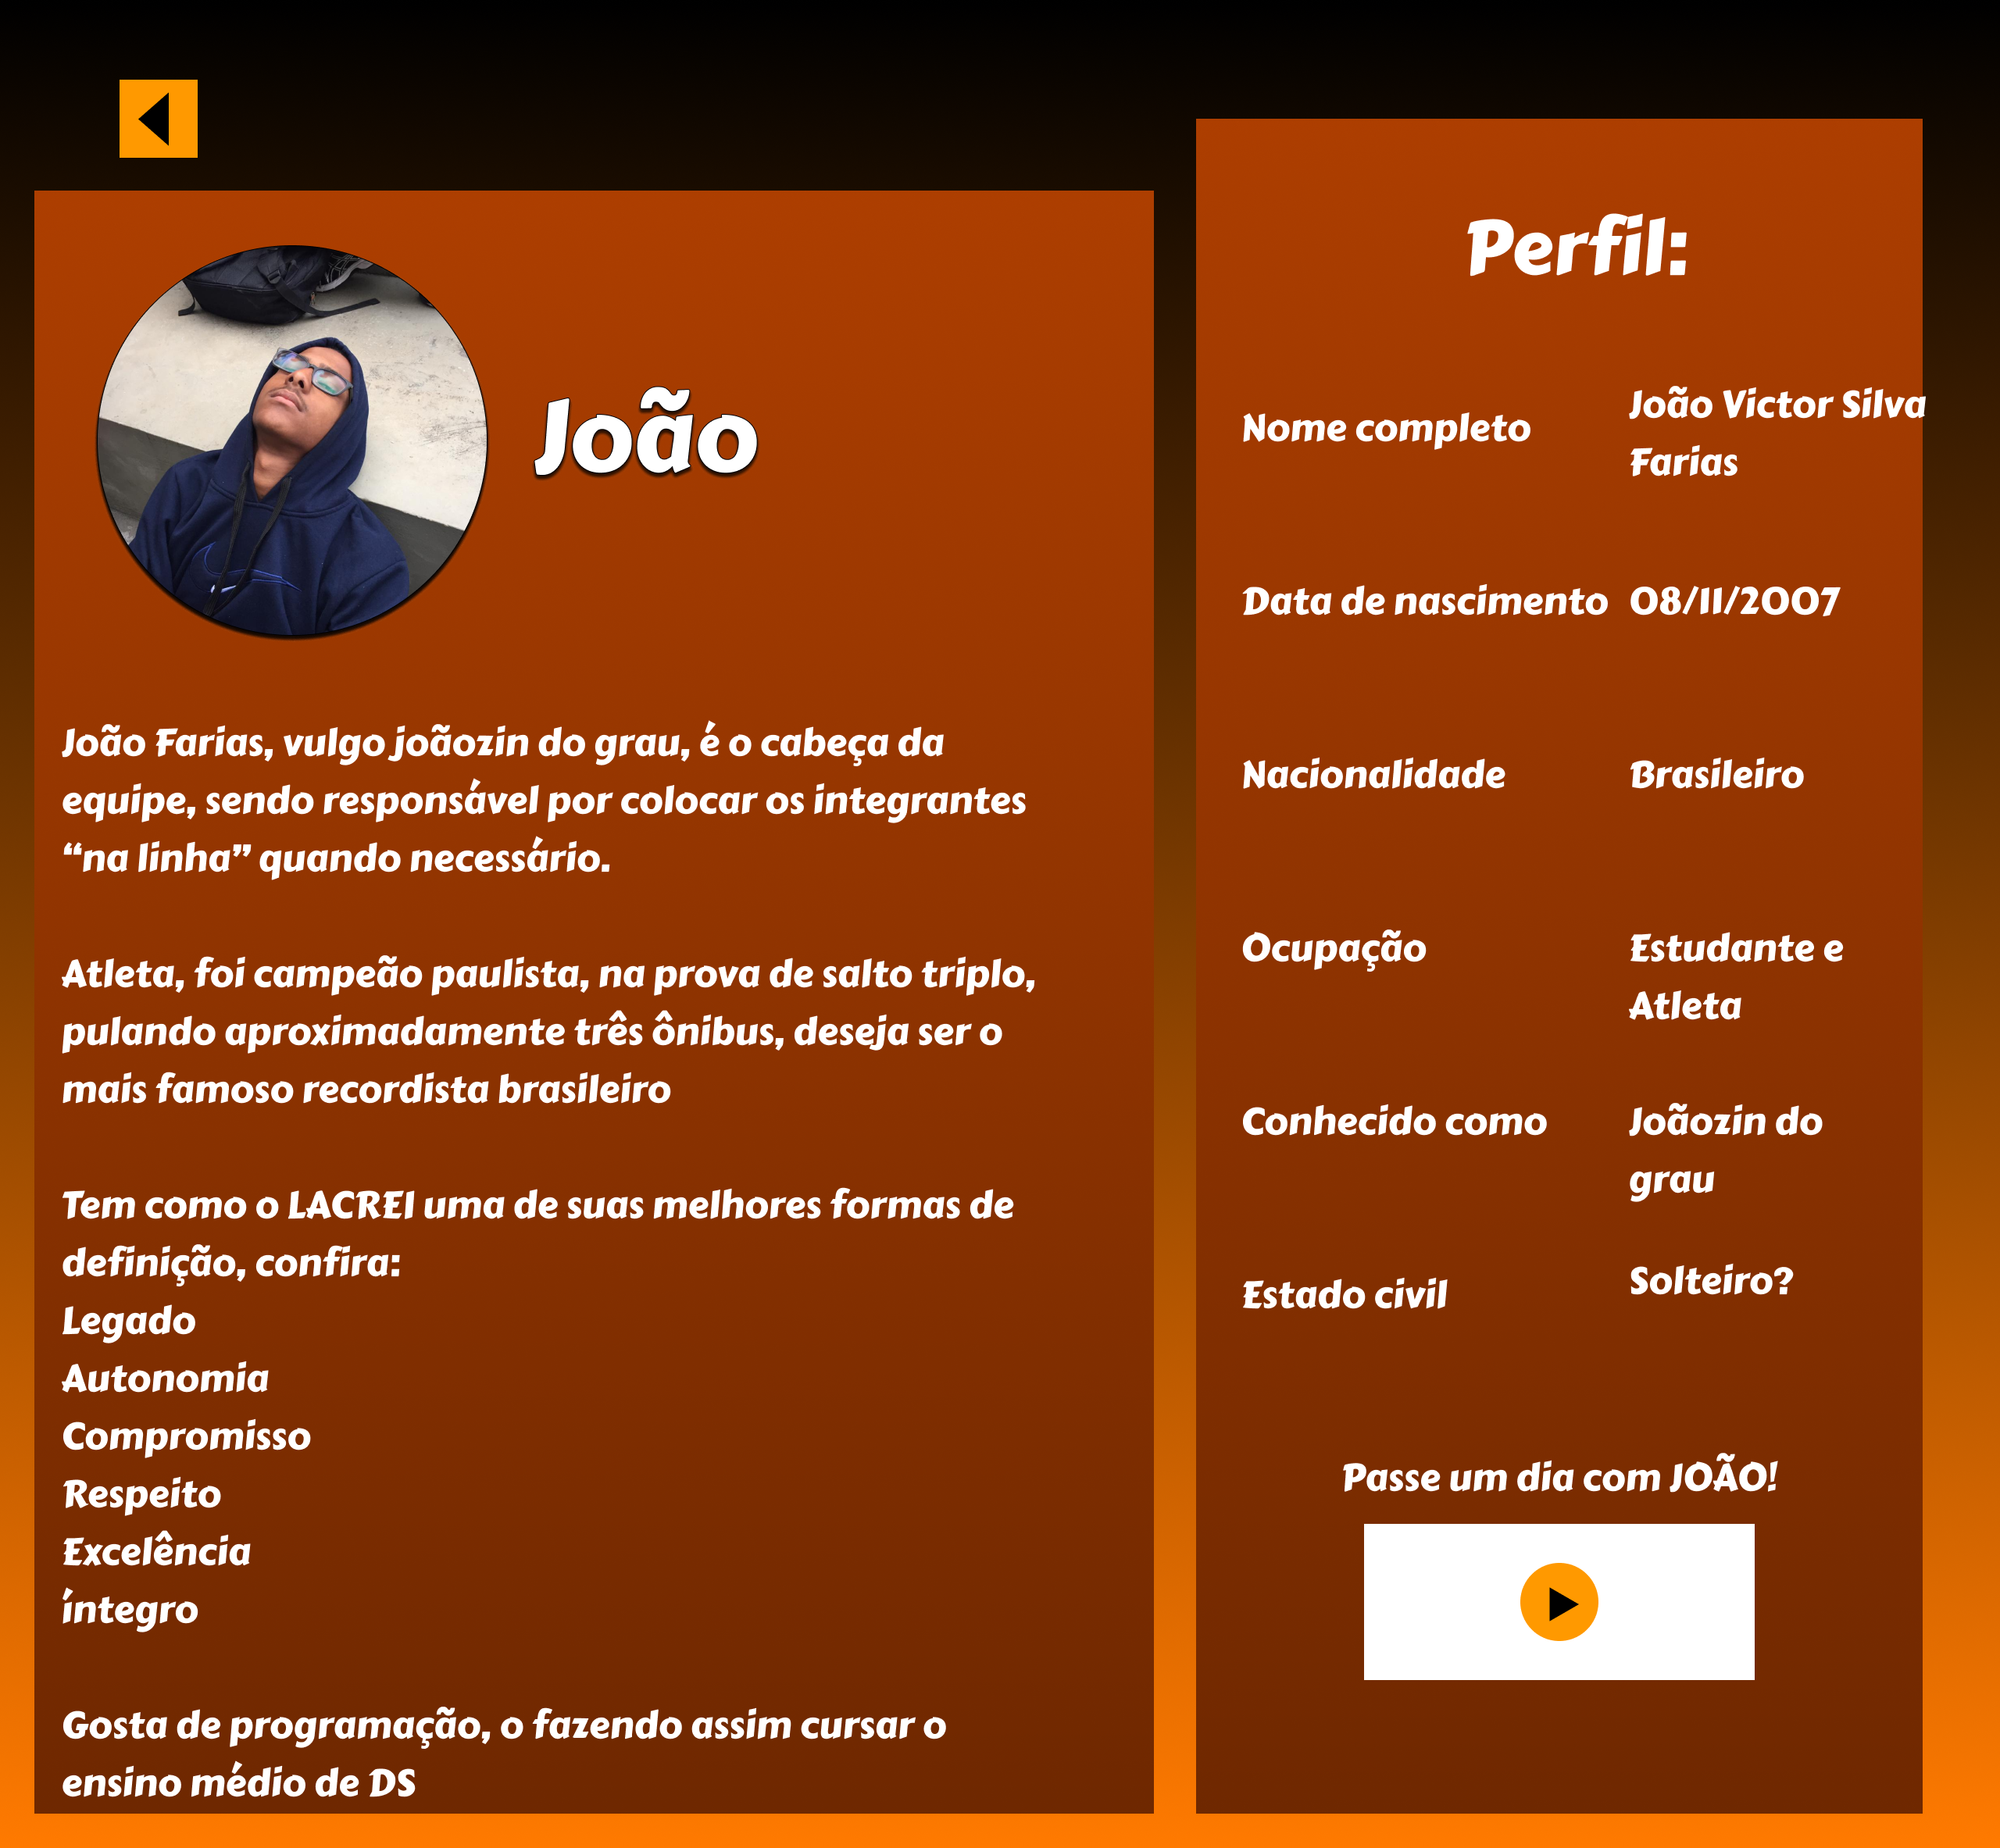 João
João Farias, vulgo joãozin do grau, é o cabeça da
equipe, sendo responsável por colocar os integrantes
“na linha” quando necessário.
Atleta, foi campeão paulista, na prova de salto triplo,
pulando aproximadamente três ônibus, deseja ser o
mais famoso recordista brasileiro
Tem como o LACREI uma de suas melhores formas de
definição, confira:
Legado
Autonomia
Compromisso
Respeito
Excelência
íntegro
Gosta de programação, o fazendo assim cursar o
ensino médio de DS
Perfil:
Nome completo
João Victor Silva
Farias
Data de nascimento
08/11/2007
Nacionalidade
Brasileiro
Ocupação
Estudante e
Atleta
Conhecido como
Joãozin do
grau
Estado civil
Solteiro?
Passe um dia com JOÃO!